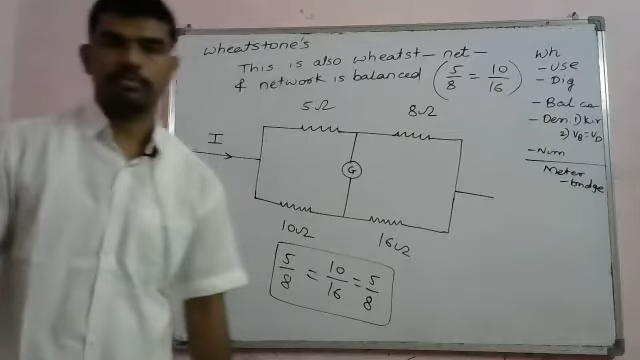 Wheatstone's
This is also wheatst— net—
& network is balanced (5/8 = 10/16)
5Ω
8Ω
I
G
10Ω
16Ω
5/8 = 10/16 = 5/8
Wh
- Use
- Dig
- Bal co
- Den. 1) Kir
2) VB = VD
- Num
Meter
- bridge